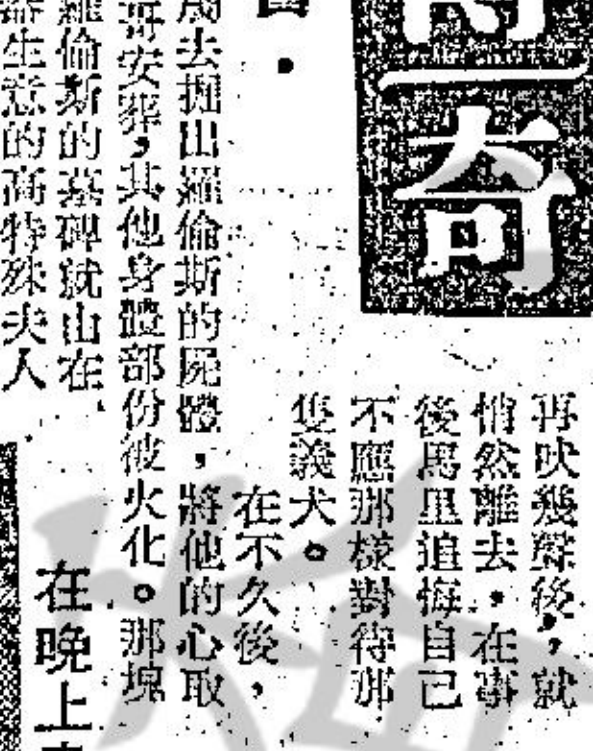 奇
再吠幾聲後，就
悄然離去，在事
後馬里追悔自己
不應那樣對待那
隻義犬。
在不久後，
去掘出羅倫斯的屍體，將他的心取
安葬，其他身體部份被火化。那塊
羅倫斯的墓碑就由在
生意的高特殊夫人
在晚上